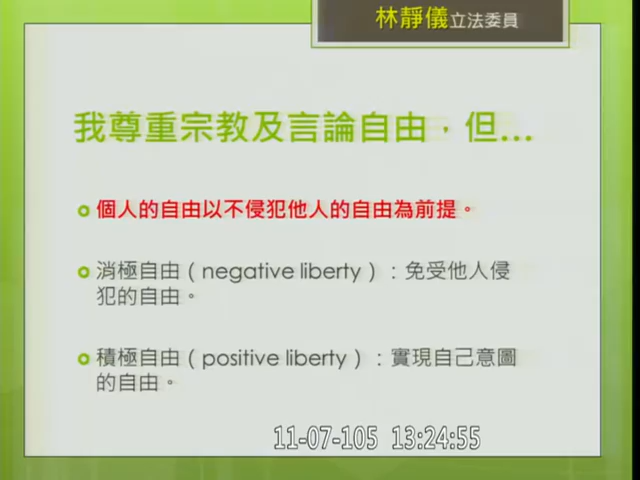 林靜儀立法委員
我尊重宗教及言論自由，但...
個人的自由以不侵犯他人的自由為前提。
消極自由（negative liberty）：免受他人侵
犯的自由。
積極自由（positive liberty）：實現自己意圖
的自由。
11-07-105 13:24:55